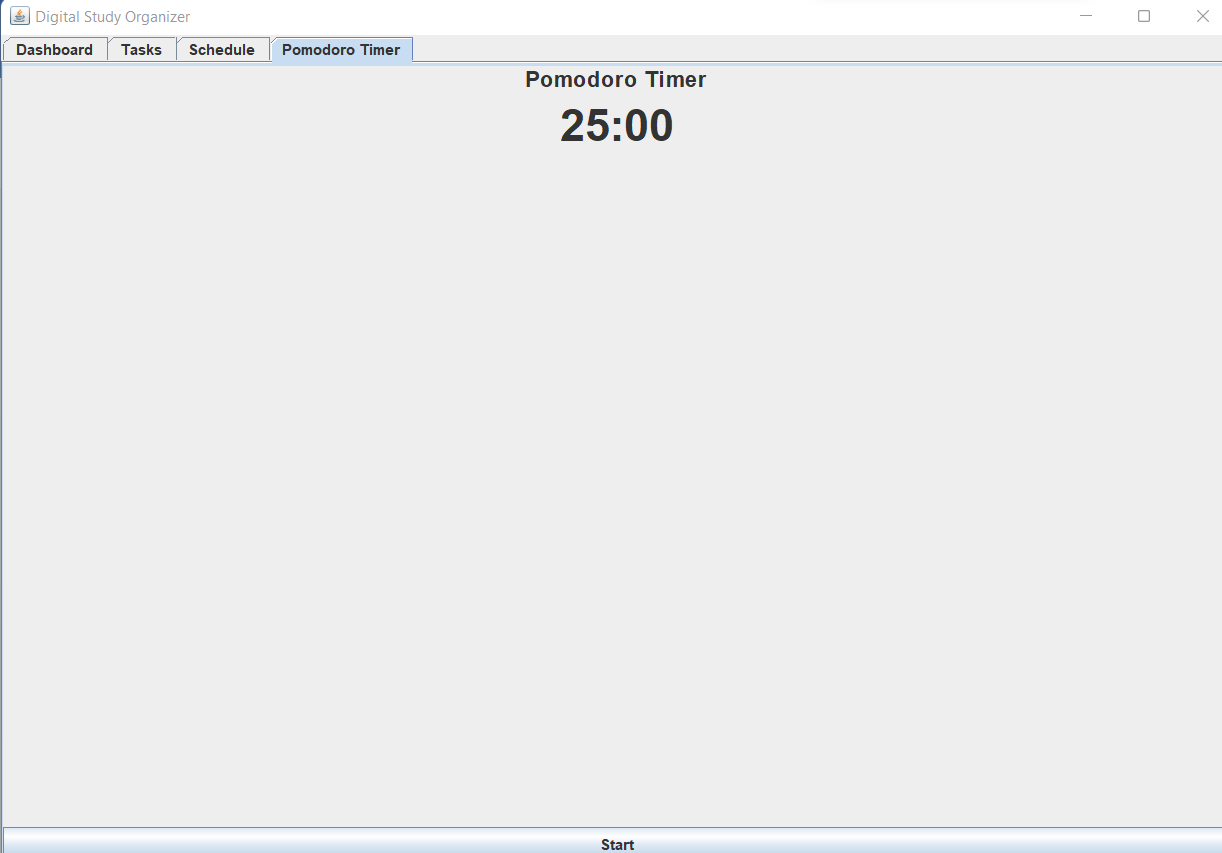 Digital Study Organizer
Dashboard Tasks Schedule Pomodoro Timer
Pomodoro Timer
25:00
Start